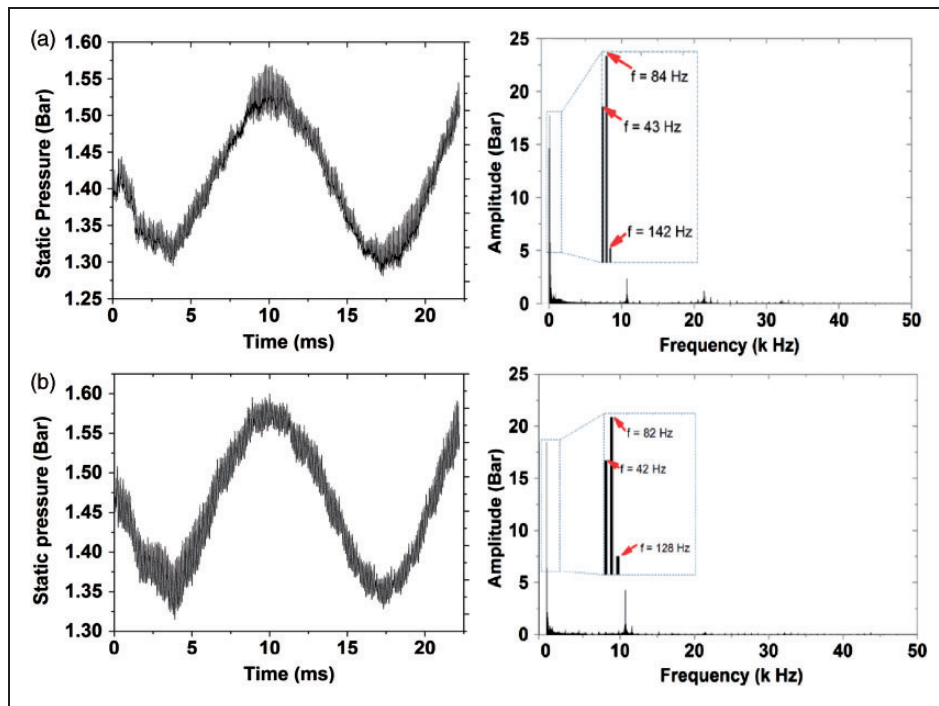 (a)
Static Pressure (Bar)
1.60
1.55
1.50
1.45
1.40
1.35
1.30
1.25
0 5 10 15 20
Time (ms)
Amplitude (Bar)
25
20
15
10
5
0
f = 84 Hz
f = 43 Hz
f = 142 Hz
0 10 20 30 40 50
Frequency (k Hz)
(b)
Static pressure (Bar)
1.60
1.55
1.50
1.45
1.40
1.35
1.30
0 5 10 15 20
Time (ms)
Amplitude (Bar)
25
20
15
10
5
0
f = 82 Hz
f = 42 Hz
f = 128 Hz
0 10 20 30 40 50
Frequency (k Hz)